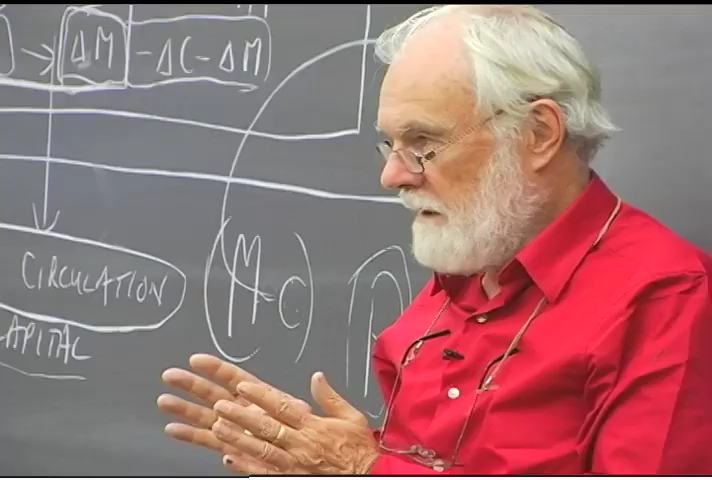 ΔM - ΔC - ΔM
CIRCULATION
(M-C)
APITAL
P